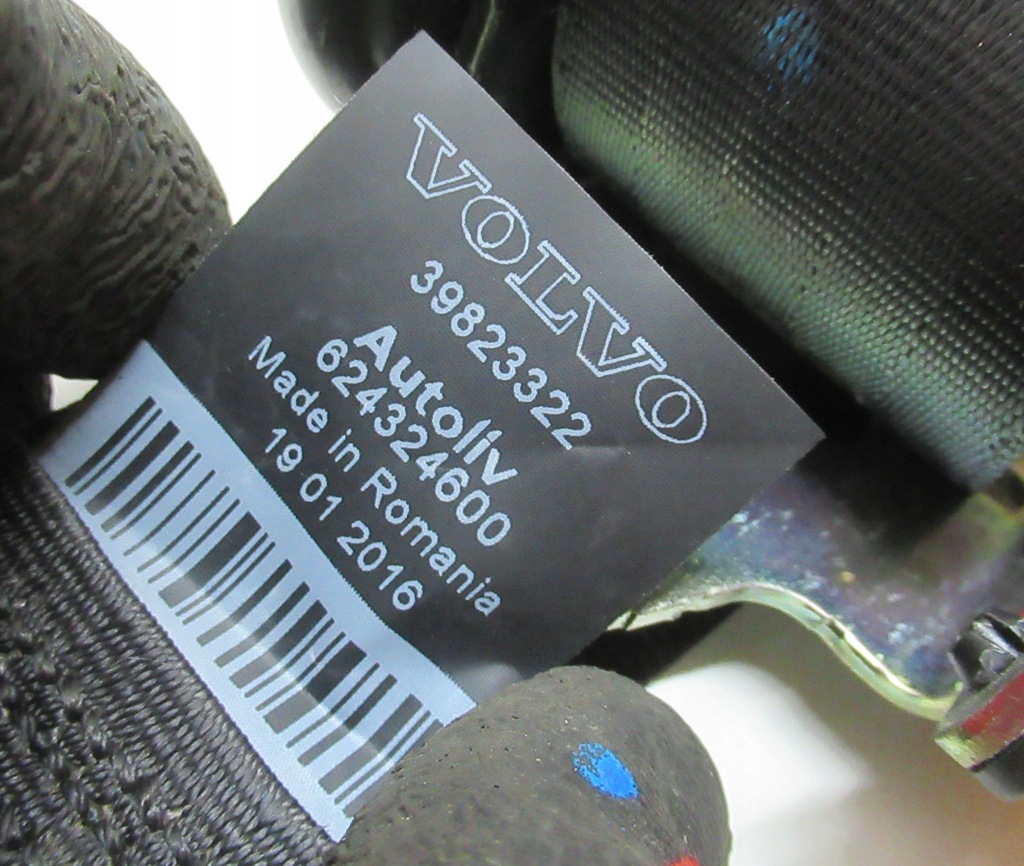 VOLVO
39823322
Autoliv
624324600
Made in Romania
19 01 2016